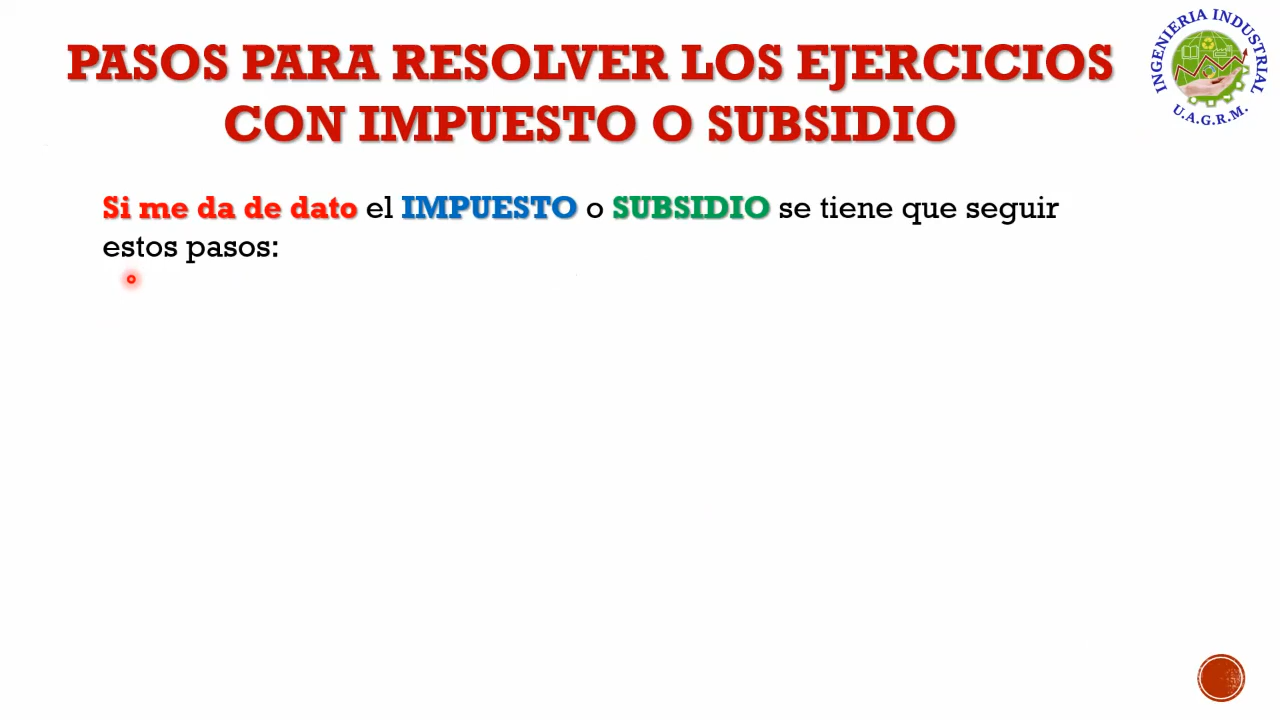 PASOS PARA RESOLVER LOS EJERCICIOS
CON IMPUESTO O SUBSIDIO
INGENIERIA INDUSTRIAL
U.A.G.R.M.
Si me da de dato el IMPUESTO o SUBSIDIO se tiene que seguir
estos pasos: